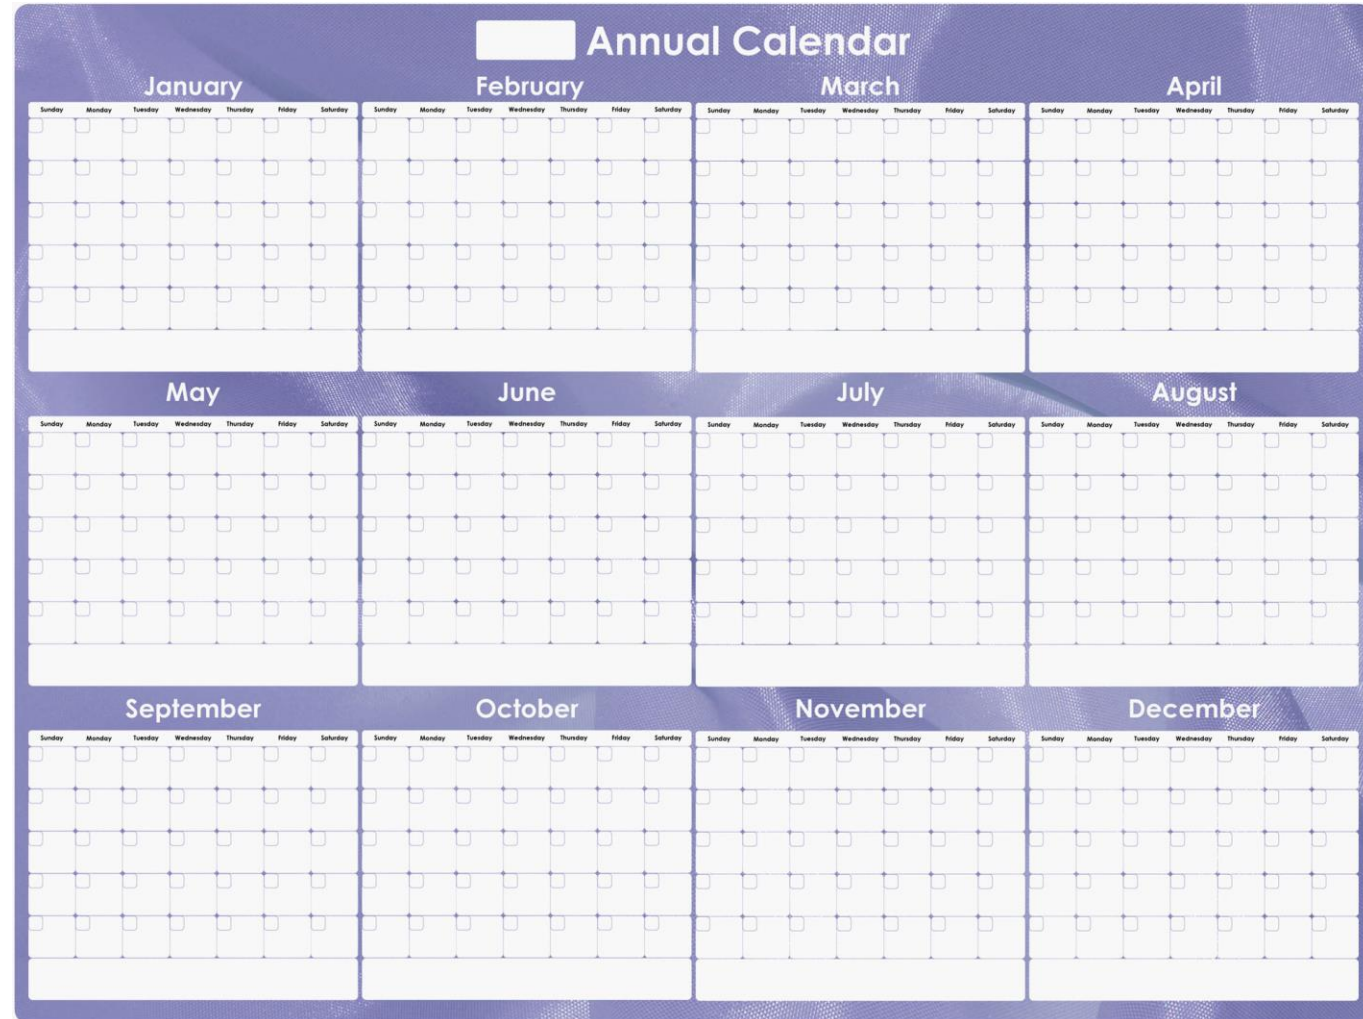 Annual Calendar
January February March April
Sunday Monday Tuesday Wednesday Thursday Friday Saturday Sunday Monday Tuesday Wednesday Thursday Friday Saturday Sunday Monday Tuesday Wednesday Thursday Friday Saturday Sunday Monday Tuesday Wednesday Thursday Friday Saturday
May June July August
Sunday Monday Tuesday Wednesday Thursday Friday Saturday Sunday Monday Tuesday Wednesday Thursday Friday Saturday Sunday Monday Tuesday Wednesday Thursday Friday Saturday Sunday Monday Tuesday Wednesday Thursday Friday Saturday
September October November December
Sunday Monday Tuesday Wednesday Thursday Friday Saturday Sunday Monday Tuesday Wednesday Thursday Friday Saturday Sunday Monday Tuesday Wednesday Thursday Friday Saturday Sunday Monday Tuesday Wednesday Thursday Friday Saturday